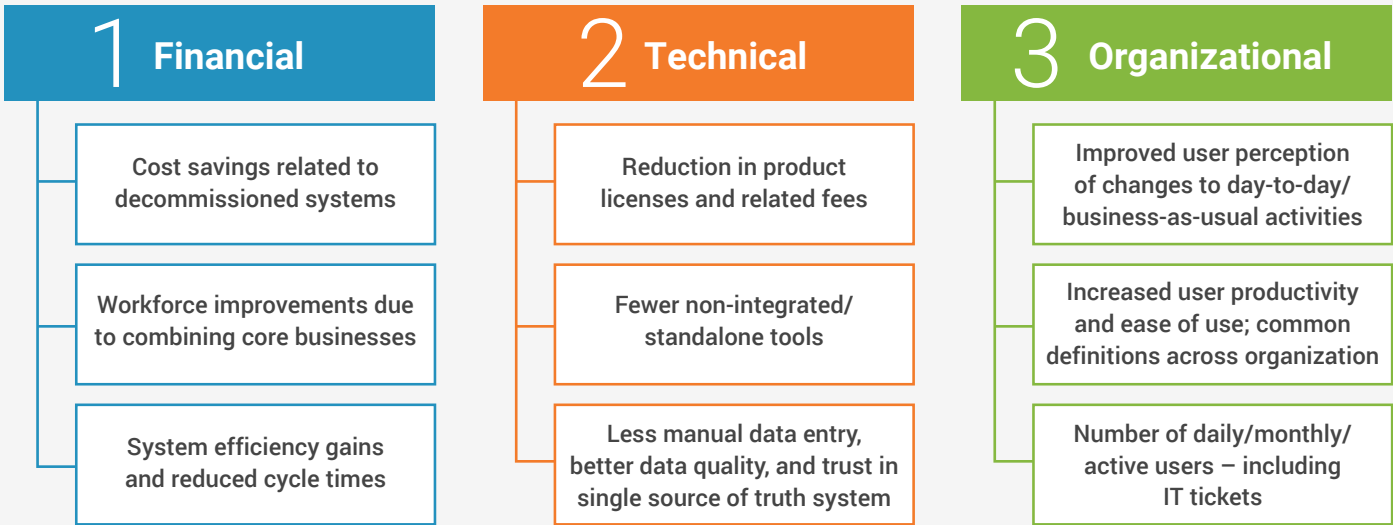 1 Financial
Cost savings related to
decommissioned systems
Workforce improvements due
to combining core businesses
System efficiency gains
and reduced cycle times
2 Technical
Reduction in product
licenses and related fees
Fewer non-integrated/
standalone tools
Less manual data entry,
better data quality, and trust in
single source of truth system
3 Organizational
Improved user perception
of changes to day-to-day/
business-as-usual activities
Increased user productivity
and ease of use; common
definitions across organization
Number of daily/monthly/
active users – including
IT tickets